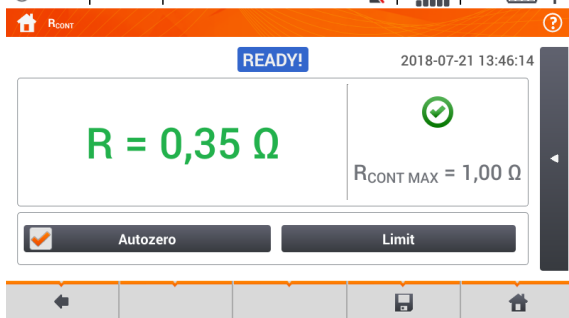 RCONT
READY!
2018-07-21 13:46:14
R = 0,35 Ω
RCONT MAX = 1,00 Ω
Autozero
Limit